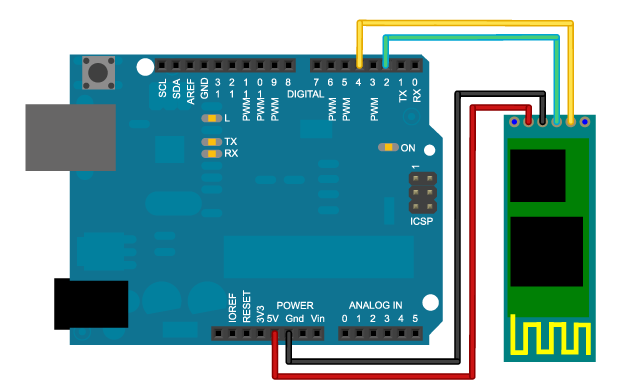 SCL SDA AREF GND 13 12 PWM 11 PWM 10 PWM 9 8
7 PWM 6 PWM 5 4 PWM 3 2 TX 1 RX 0
DIGITAL
L
TX
RX
ON
1
ICSP
POWER
ANALOG IN
IOREF RESET 3V3 5V Gnd Vin
0 1 2 3 4 5